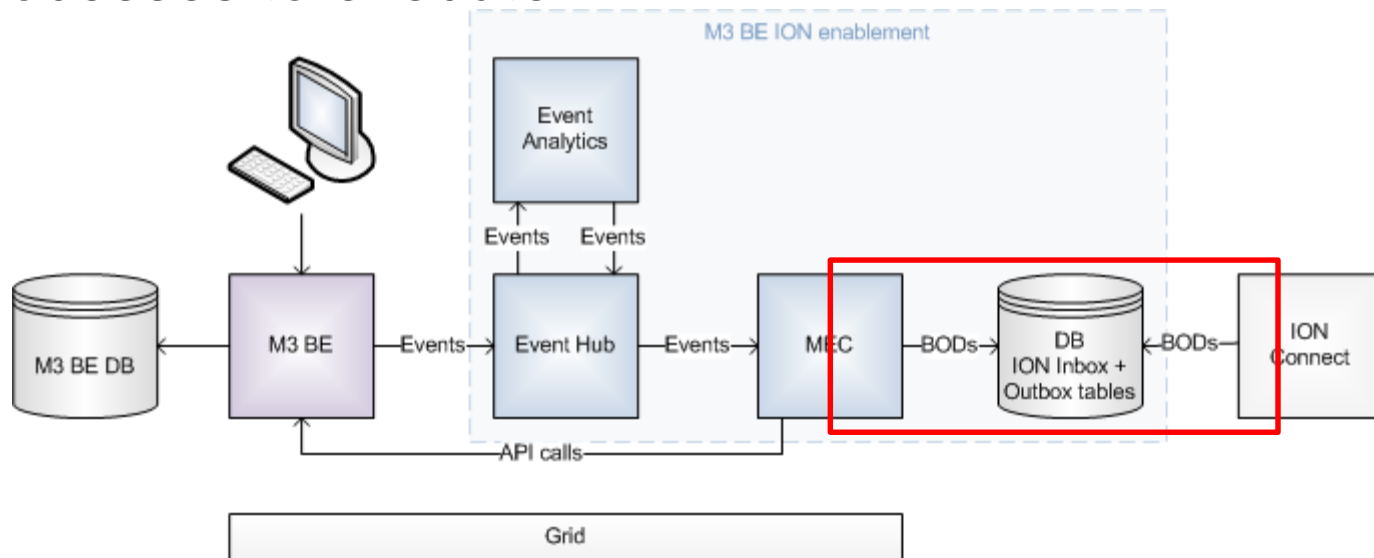 M3 BE ION enablement
Event
Analytics
Events
Events
M3 BE DB
M3 BE
Events
Event Hub
Events
MEC
BODs
DB
ION Inbox +
Outbox tables
BODs
ION
Connect
API calls
Grid